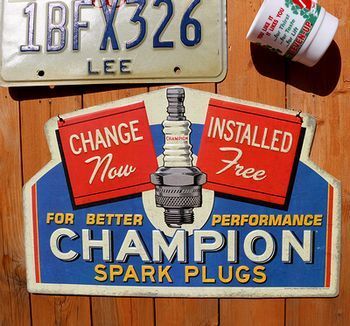 1BFX326
LEE
CHANGE
Now
INSTALLED
Free
CHAMPION
FOR BETTER PERFORMANCE
CHAMPION
SPARK PLUGS